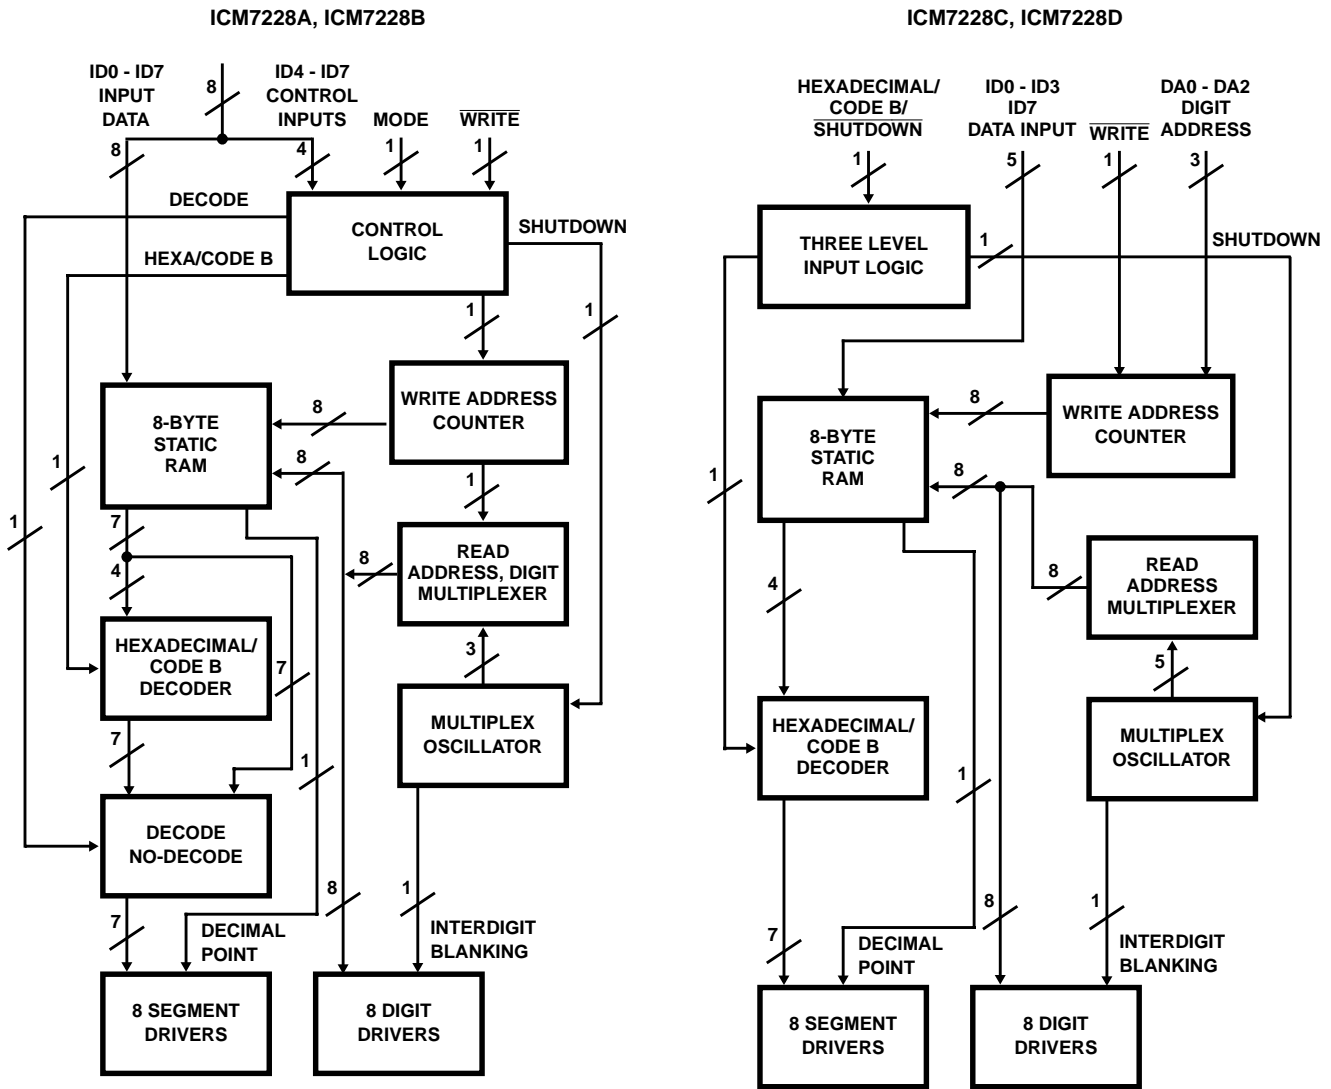 ICM7228A, ICM7228B
ID0 - ID7
INPUT
DATA
8
ID4 - ID7
CONTROL
INPUTS
MODE
WRITE
8
4
1
1
DECODE
CONTROL
LOGIC
SHUTDOWN
HEXA/CODE B
1
1
8-BYTE
STATIC
RAM
8
WRITE ADDRESS
COUNTER
8
1
1
1
7
4
8
READ
ADDRESS, DIGIT
MULTIPLEXER
HEXADECIMAL/
CODE B
DECODER
7
3
MULTIPLEX
OSCILLATOR
7
1
DECODE
NO-DECODE
8
1
7
DECIMAL
POINT
INTERDIGIT
BLANKING
8 SEGMENT
DRIVERS
8 DIGIT
DRIVERS
ICM7228C, ICM7228D
HEXADECIMAL/
CODE B/
SHUTDOWN
ID0 - ID3
ID7
DATA INPUT
WRITE
DA0 - DA2
DIGIT
ADDRESS
1
5
1
3
THREE LEVEL
INPUT LOGIC
1
SHUTDOWN
8-BYTE
STATIC
RAM
8
WRITE ADDRESS
COUNTER
1
8
4
8
READ
ADDRESS
MULTIPLEXER
5
HEXADECIMAL/
CODE B
DECODER
1
MULTIPLEX
OSCILLATOR
7
8
1
DECIMAL
POINT
INTERDIGIT
BLANKING
8 SEGMENT
DRIVERS
8 DIGIT
DRIVERS